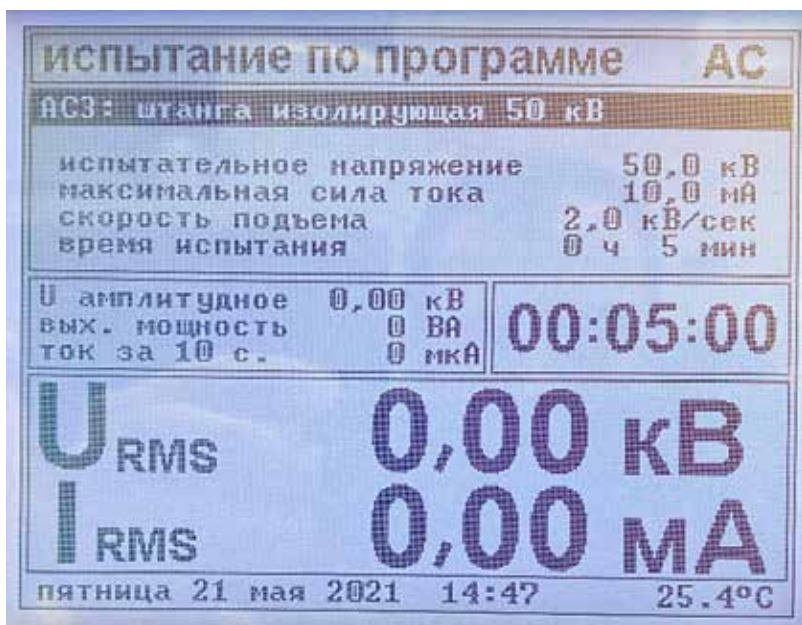 испытание по программе AC
AC3: штанга изолирующая 50 кВ
испытательное напряжение 50,0 кВ
максимальная сила тока 10,0 мА
скорость подъема 2,0 кВ/сек
время испытания 0 ч 5 мин
U амплитудное 0,00 кВ
вых. мощность 0 ВА
ток за 10 с. 0 мкА
00:05:00
U RMS 0,00 кВ
I RMS 0,00 мА
пятница 21 мая 2021 14:47 25.4°C